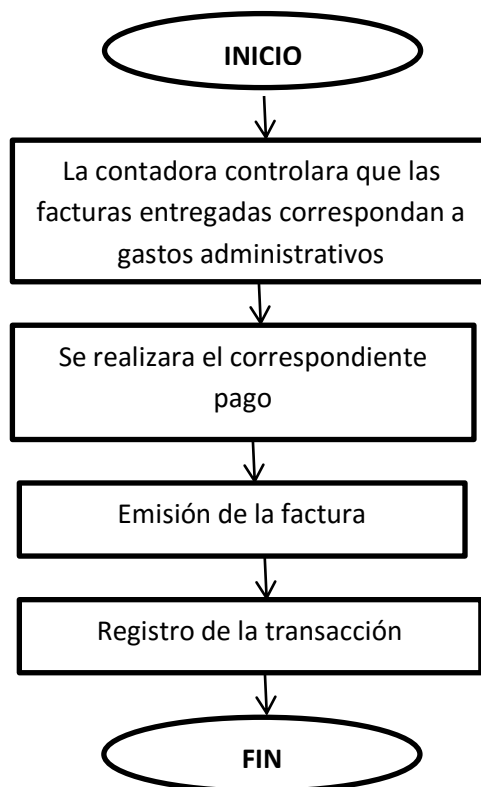 INICIO
La contadora controlara que las
facturas entregadas correspondan a
gastos administrativos
Se realizara el correspondiente
pago
Emisión de la factura
Registro de la transacción
FIN